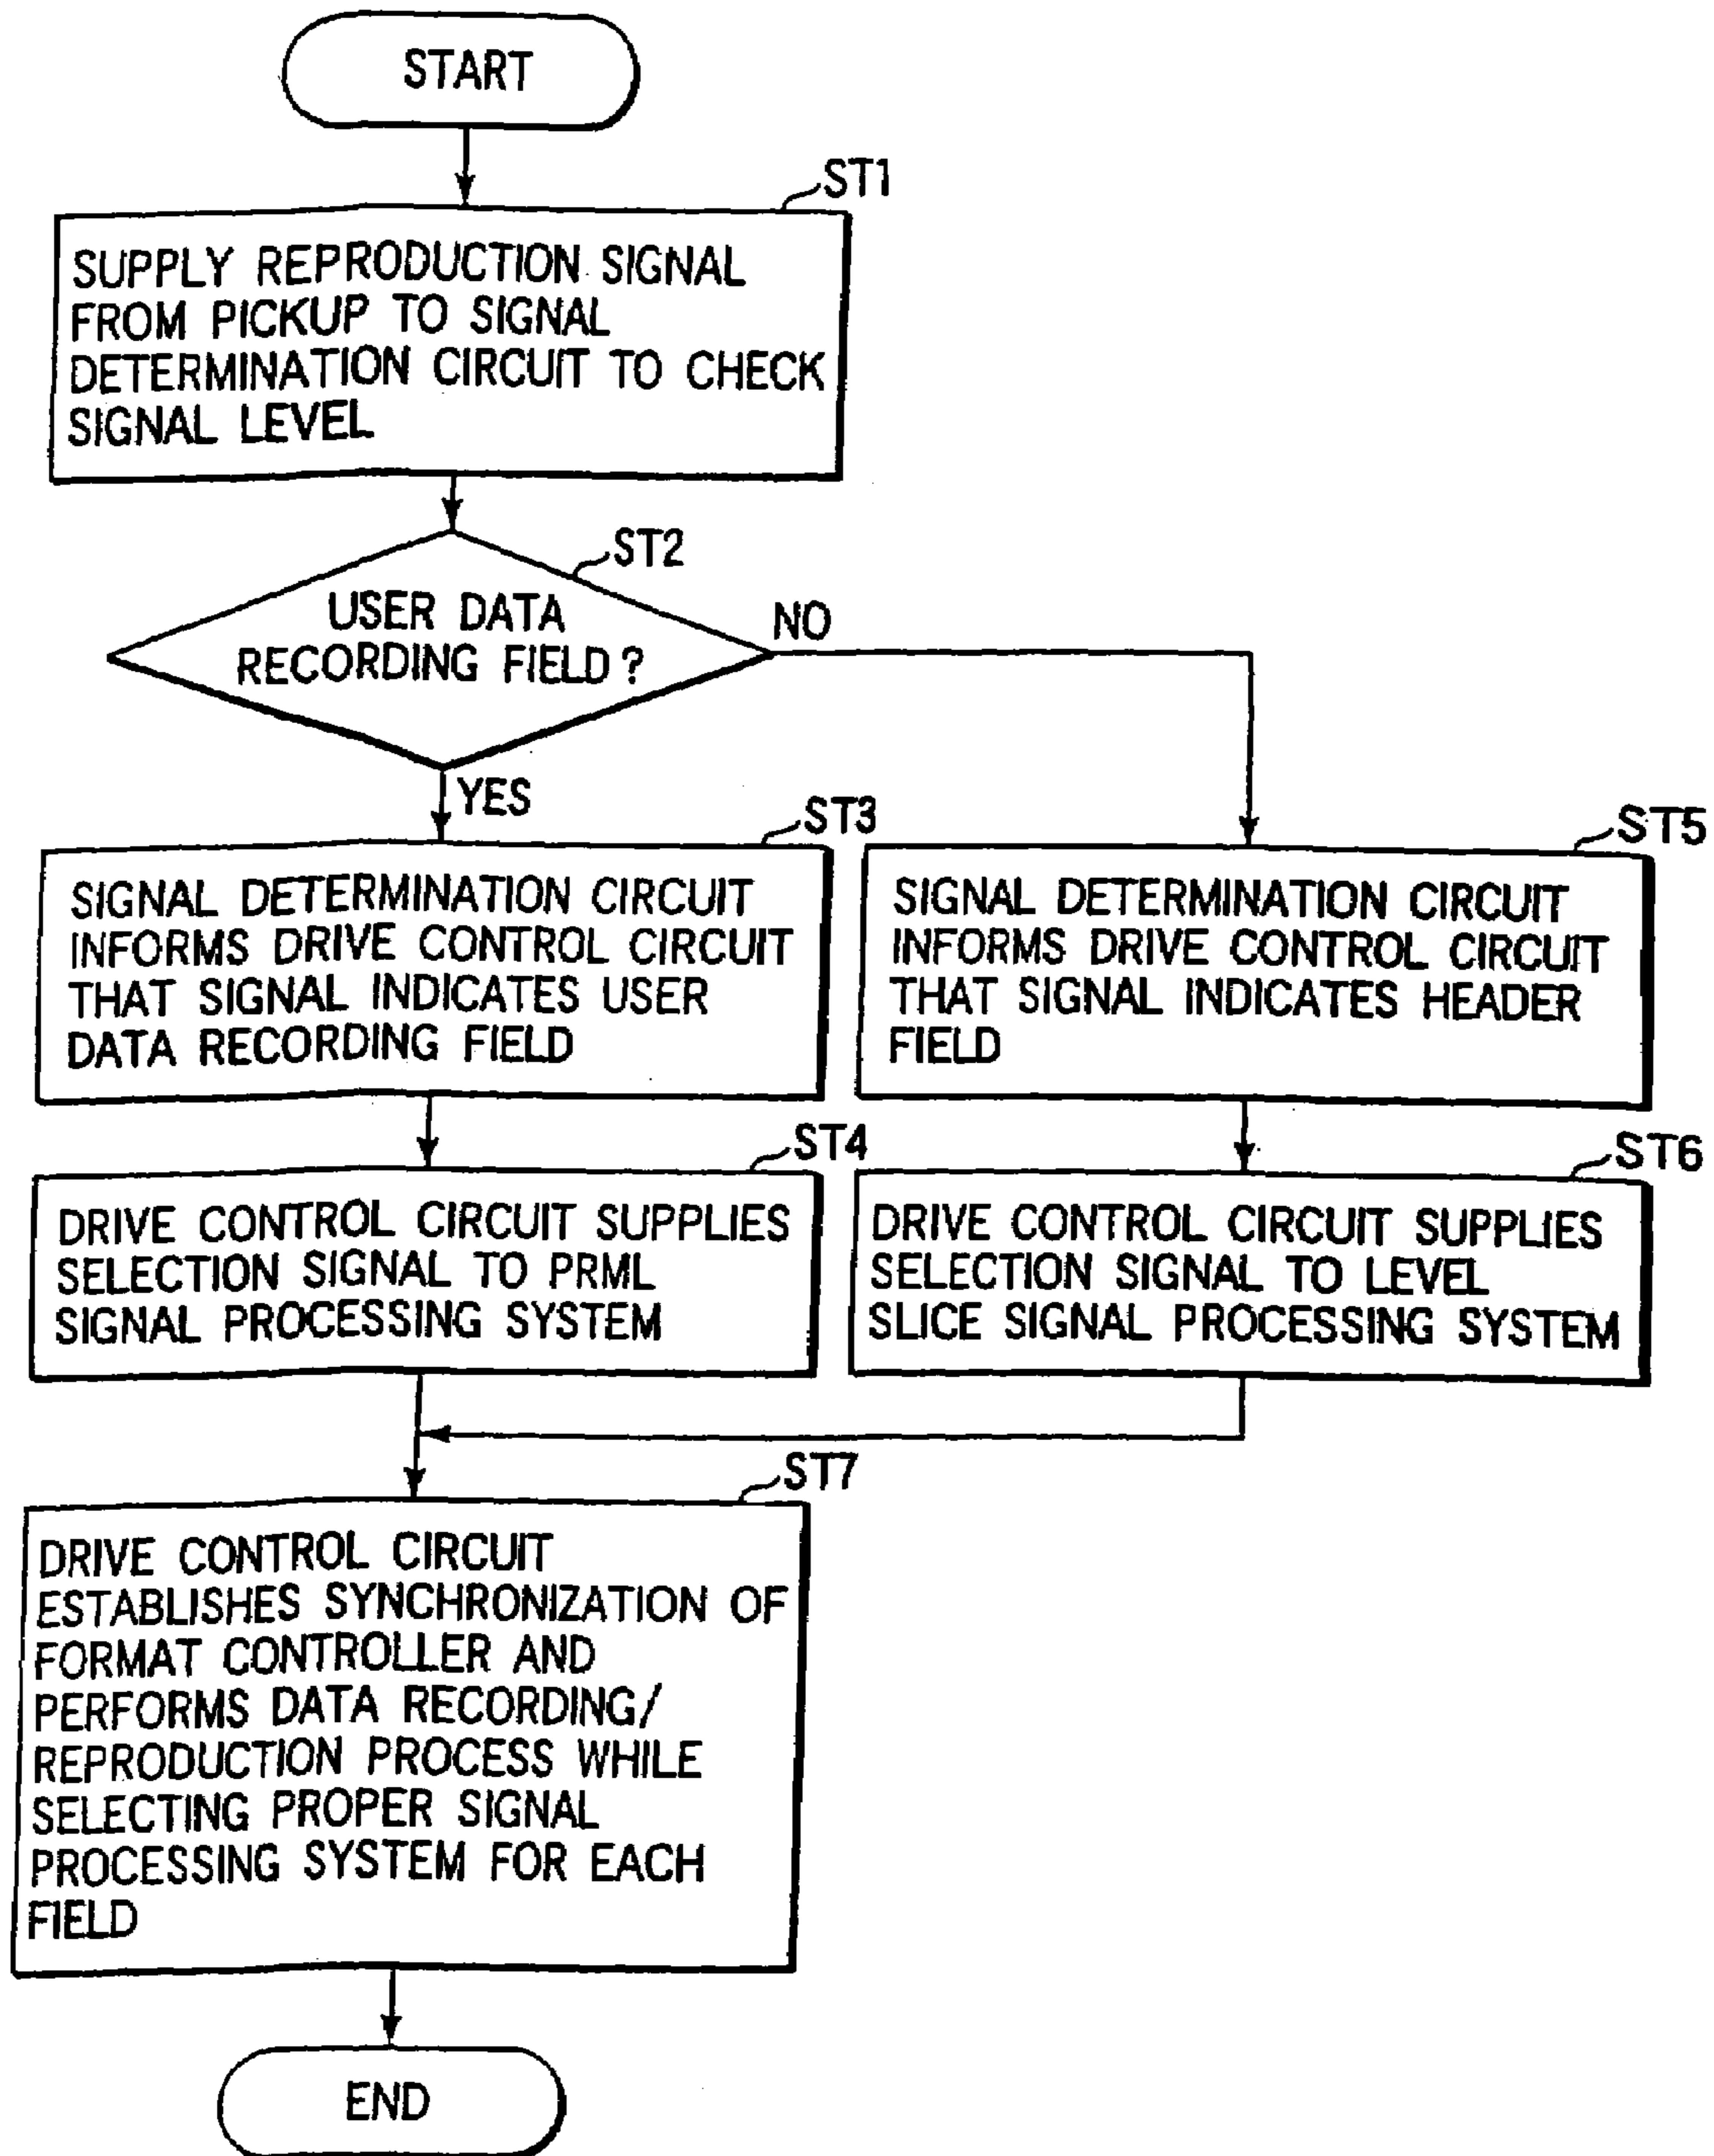 START
ST1
SUPPLY REPRODUCTION SIGNAL
FROM PICKUP TO SIGNAL
DETERMINATION CIRCUIT TO CHECK
SIGNAL LEVEL
ST2
USER DATA
RECORDING FIELD?
NO
YES
ST3
SIGNAL DETERMINATION CIRCUIT
INFORMS DRIVE CONTROL CIRCUIT
THAT SIGNAL INDICATES USER
DATA RECORDING FIELD
ST5
SIGNAL DETERMINATION CIRCUIT
INFORMS DRIVE CONTROL CIRCUIT
THAT SIGNAL INDICATES HEADER
FIELD
ST4
DRIVE CONTROL CIRCUIT SUPPLIES
SELECTION SIGNAL TO PRML
SIGNAL PROCESSING SYSTEM
ST6
DRIVE CONTROL CIRCUIT SUPPLIES
SELECTION SIGNAL TO LEVEL
SLICE SIGNAL PROCESSING SYSTEM
ST7
DRIVE CONTROL CIRCUIT
ESTABLISHES SYNCHRONIZATION OF
FORMAT CONTROLLER AND
PERFORMS DATA RECORDING/
REPRODUCTION PROCESS WHILE
SELECTING PROPER SIGNAL
PROCESSING SYSTEM FOR EACH
FIELD
END